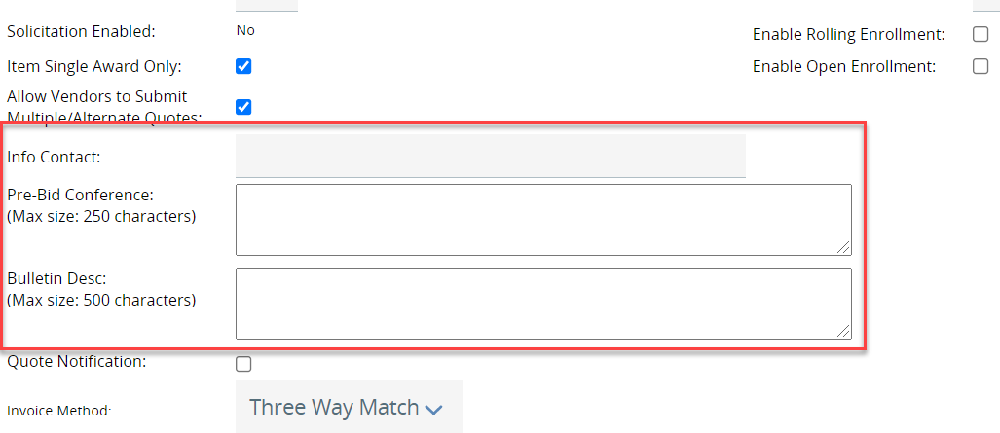 Solicitation Enabled: No
Enable Rolling Enrollment:
Item Single Award Only:
Enable Open Enrollment:
Allow Vendors to Submit
Multiple/Alternate Quotes:
Info Contact:
Pre-Bid Conference:
(Max size: 250 characters)
Bulletin Desc:
(Max size: 500 characters)
Quote Notification:
Invoice Method: Three Way Match